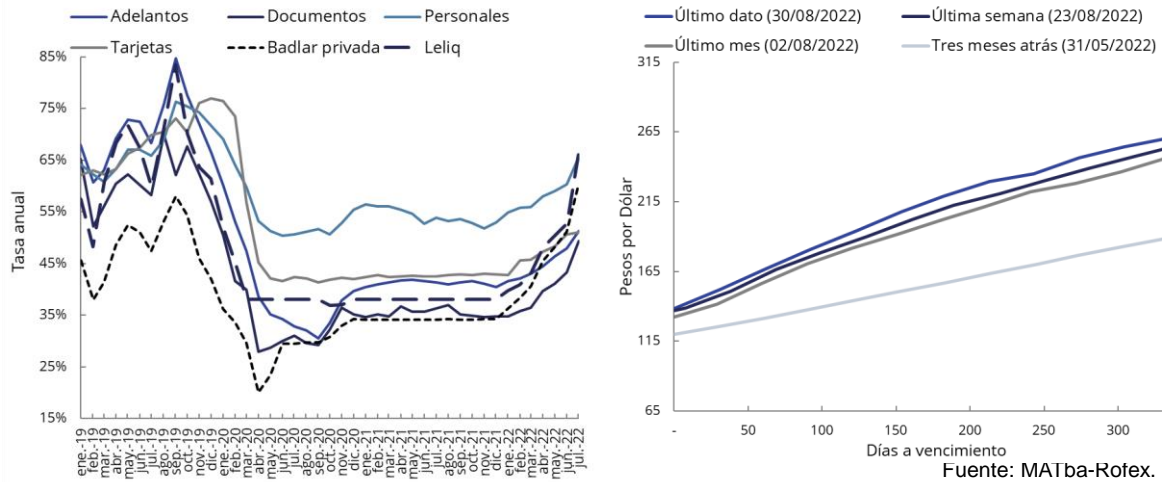 Adelantos Documentos Personales
Tarjetas Badlar privada Leliq
85%
75%
65%
55%
45%
35%
25%
15%
Tasa anual
ene.-19
feb.-19
mar.-19
abr.-19
may.-19
jun.-19
jul.-19
ago.-19
sep.-19
oct.-19
nov.-19
dic.-19
ene.-20
feb.-20
mar.-20
abr.-20
may.-20
jun.-20
jul.-20
ago.-20
sep.-20
oct.-20
nov.-20
dic.-20
ene.-21
feb.-21
mar.-21
abr.-21
may.-21
jun.-21
jul.-21
ago.-21
sep.-21
oct.-21
nov.-21
dic.-21
ene.-22
feb.-22
mar.-22
abr.-22
may.-22
jun.-22
jul.-22
Último dato (30/08/2022) Última semana (23/08/2022)
Último mes (02/08/2022) Tres meses atrás (31/05/2022)
315
265
215
165
115
65
Pesos por Dólar
- 50 100 150 200 250 300
Días a vencimiento
Fuente: MATba-Rofex.